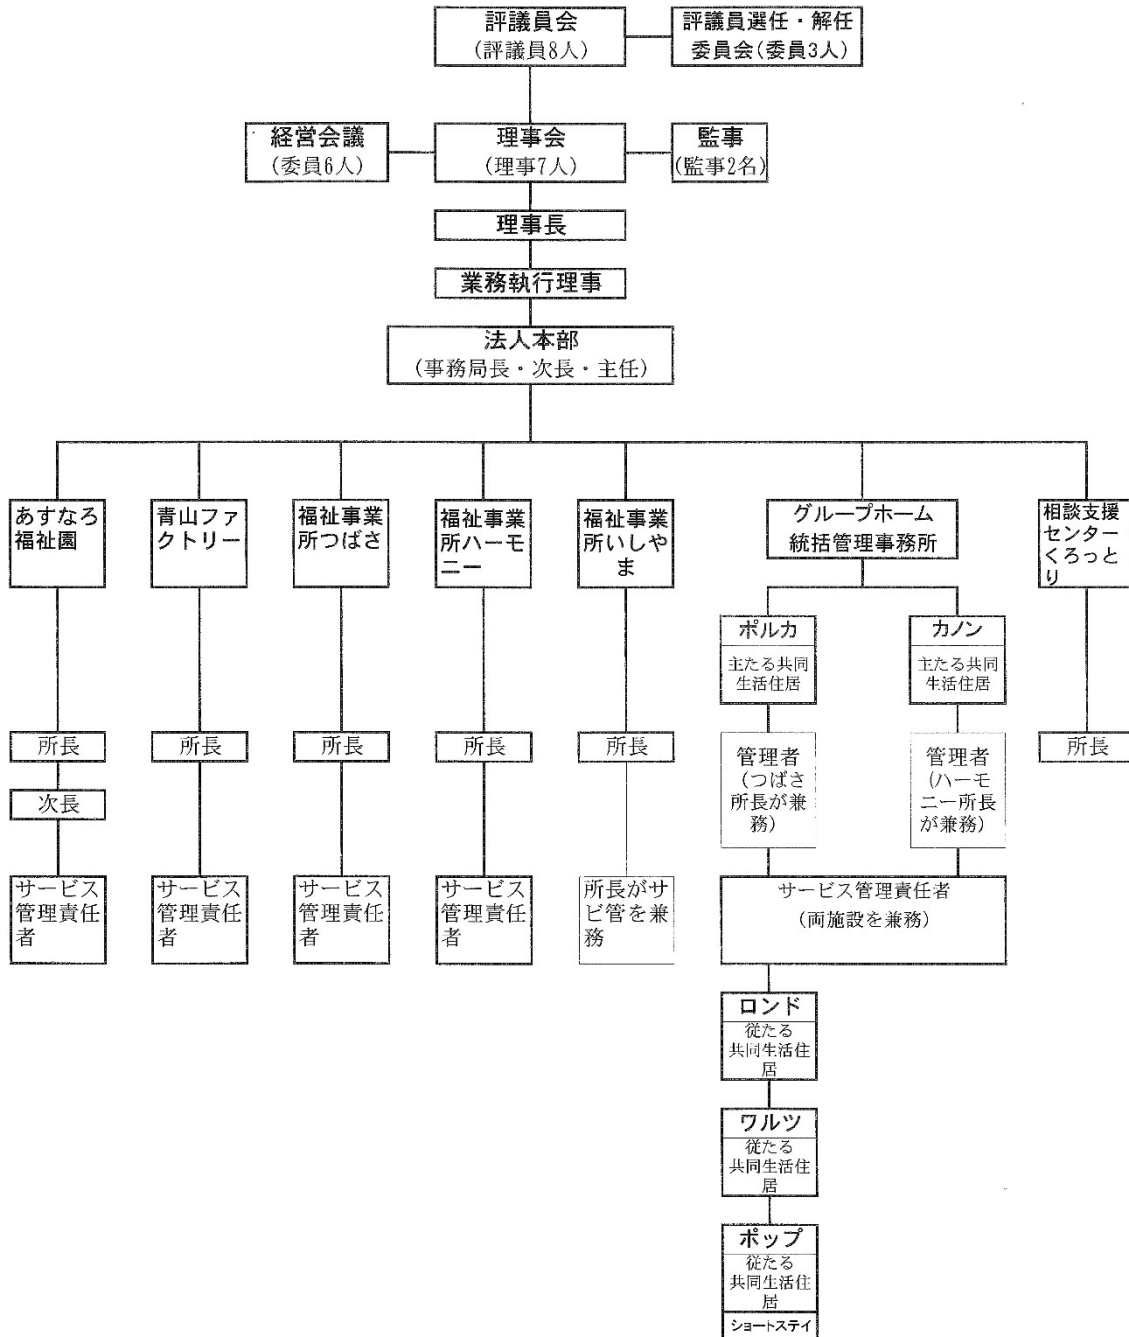 評議員会
(評議員8人)
評議員選任・解任
委員会(委員3人)
経営会議
(委員6人)
理事会
(理事7人)
監事
(監事2名)
理事長
業務執行理事
法人本部
(事務局長・次長・主任)
あすなろ
福祉園
青山ファ
クトリー
福祉事業
所つばさ
福祉事業
所ハーモ
ニー
福祉事業
所いしや
ま
グループホーム
統括管理事務所
相談支援
センター
くろっと
り
ポルカ
主たる共同
生活住居
カノン
主たる共同
生活住居
所長
所長
所長
所長
所長
管理者
(つばさ
所長が兼
務)
管理者
(ハーモ
ニー所長
が兼務)
所長
次長
サービス
管理責任
者
サービス
管理責任
者
サービス
管理責任
者
サービス
管理責任
者
所長がサ
ビ管を兼
務
サービス管理責任者
(両施設を兼務)
ロンド
従たる
共同生活住
居
ワルツ
従たる
共同生活住
居
ポップ
従たる
共同生活住
居
ショートステイ